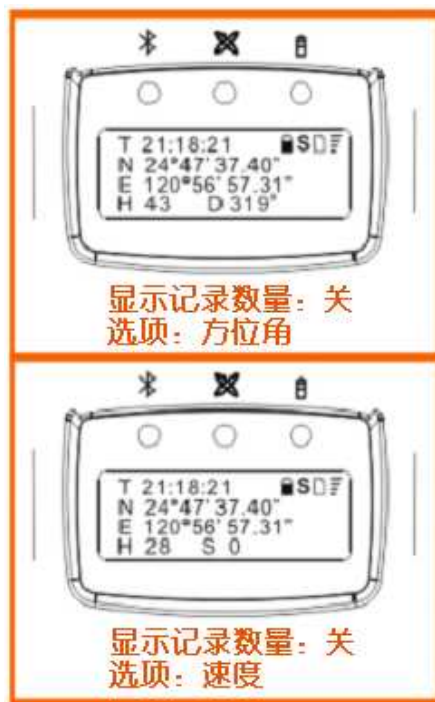 T 21:18:21 S
N 24°47'37.40"
E 120°56'57.31"
H 43 D 319°
显示记录数量：关
选项：方位角
T 21:18:21 S
N 24°47'37.40"
E 120°56'57.31"
H 28 S 0
显示记录数量：关
选项：速度